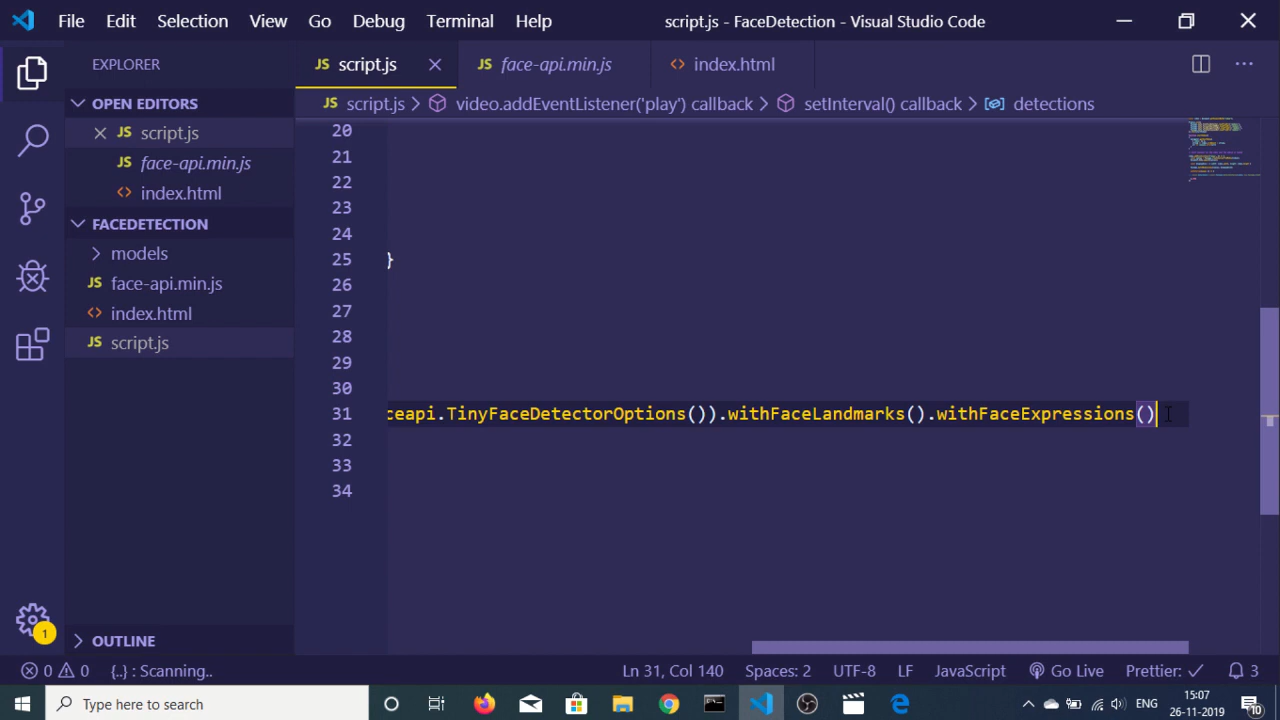 File Edit Selection View Go Debug Terminal Help script.js - FaceDetection - Visual Studio Code
EXPLORER
JS script.js JS face-api.min.js <> index.html
OPEN EDITORS
JS script.js
JS face-api.min.js
<> index.html
FACEDETECTION
models
JS face-api.min.js
<> index.html
JS script.js
OUTLINE
JS script.js > video.addEventListener('play') callback > setInterval() callback > detections
20
21
22
23
24
25 }
26
27
28
29
30
31 ceapi.TinyFaceDetectorOptions()).withFaceLandmarks().withFaceExpressions()
32
33
34
1
0 0 {..} : Scanning.. Ln 31, Col 140 Spaces: 2 UTF-8 LF JavaScript Go Live Prettier: ✓ 3
Type here to search ENG 15:07
26-11-2019 10